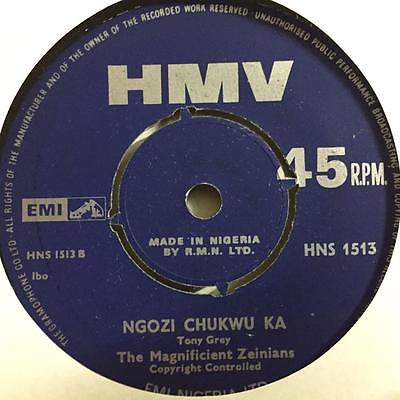 THE GRAMOPHONE CO LTD·ALL RIGHTS OF THE MANUFACTURER AND OF THE OWNER OF THE RECORDED WORK RESERVED·UNAUTHORISED PUBLIC PERFORMANCE BROADCASTING AND COPYING
HMV
45 R.P.M.
EMI
MADE IN NIGERIA
BY R.M.N. LTD.
HNS 1513
HNS 1513 B
Ibo
NGOZI CHUKWU KA
Tony Grey
The Magnificient Zeinians
Copyright Controlled
EMI NIGERIA LTD